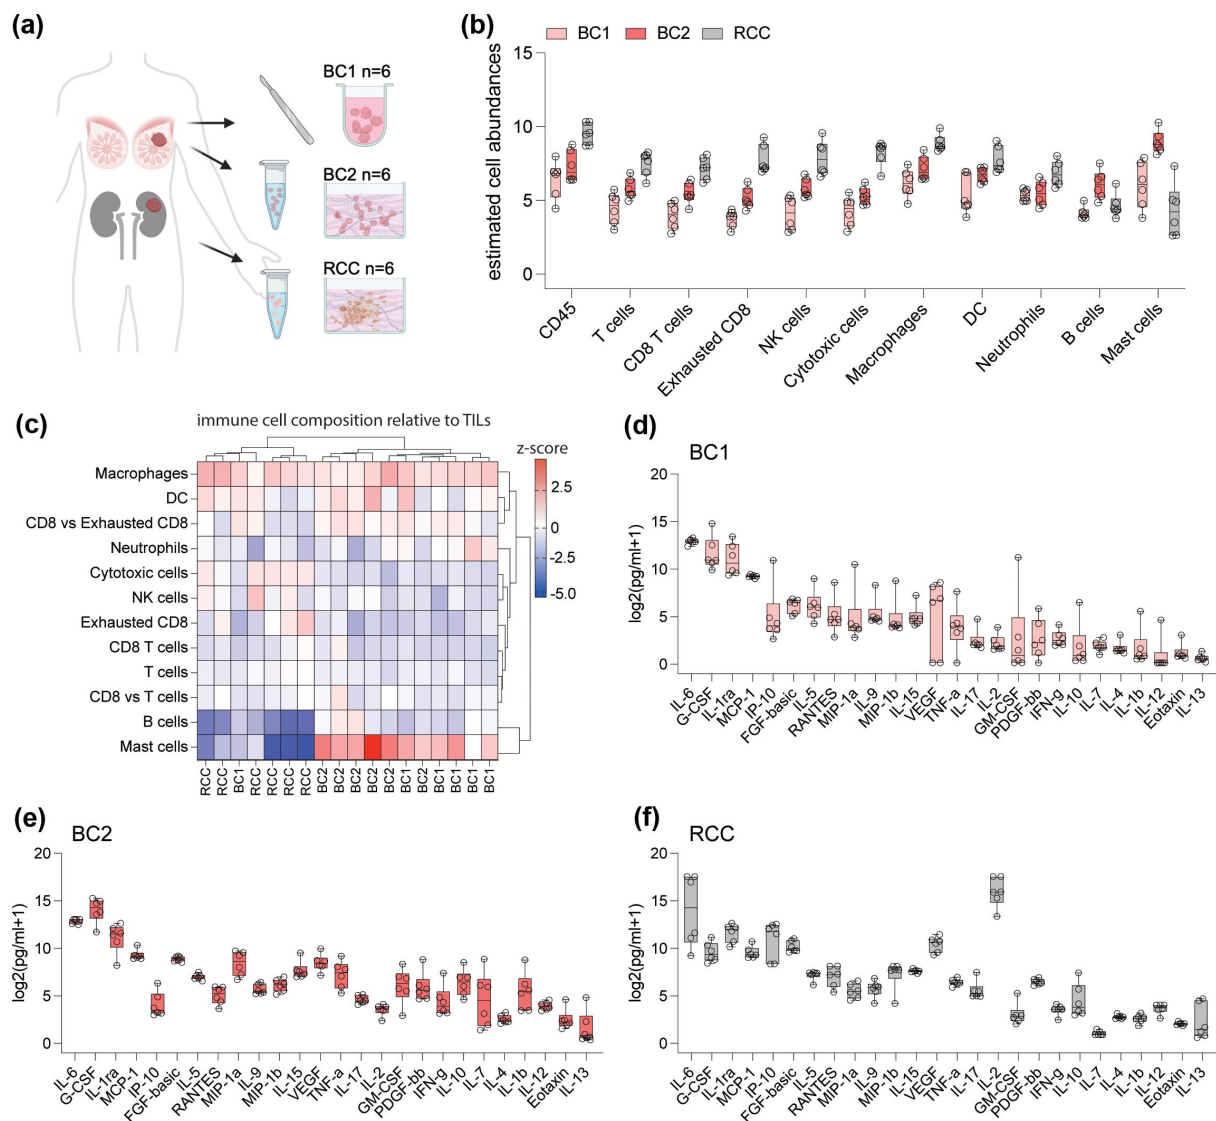 (a)
BC1 n=6
BC2 n=6
RCC n=6
(b)
BC1 BC2 RCC
estimated cell abundances
15
10
5
0
CD45
T cells
CD8 T cells
Exhausted CD8
NK cells
Cytotoxic cells
Macrophages
DC
Neutrophils
B cells
Mast cells
(c)
immune cell composition relative to TILs
z-score
2.5
0
-2.5
-5.0
Macrophages
DC
CD8 vs Exhausted CD8
Neutrophils
Cytotoxic cells
NK cells
Exhausted CD8
CD8 T cells
T cells
CD8 vs T cells
B cells
Mast cells
RCC RCC BC1 RCC RCC RCC RCC BC2 BC2 BC2 BC2 BC2 BC1 BC2 BC1 BC1 BC1 BC1
(d)
BC1
log2(pg/ml+1)
20
15
10
5
0
IL-6
G-CSF
IL-1ra
MCP-1
IP-10
FGF-basic
IL-5
RANTES
MIP-1a
IL-9
MIP-1b
IL-15
VEGF
TNF-a
IL-17
IL-2
GM-CSF
PDGF-bb
IFN-g
IL-10
IL-7
IL-4
IL-1b
IL-12
Eotaxin
IL-13
(e)
BC2
log2(pg/ml+1)
20
15
10
5
0
IL-6
G-CSF
IL-1ra
MCP-1
IP-10
FGF-basic
IL-5
RANTES
MIP-1a
IL-9
MIP-1b
IL-15
VEGF
TNF-a
IL-17
IL-2
GM-CSF
PDGF-bb
IFN-g
IL-10
IL-7
IL-4
IL-1b
IL-12
Eotaxin
IL-13
(f)
RCC
log2(pg/ml+1)
20
15
10
5
0
IL-6
G-CSF
IL-1ra
MCP-1
IP-10
FGF-basic
IL-5
RANTES
MIP-1a
IL-9
MIP-1b
IL-15
VEGF
TNF-a
IL-17
IL-2
GM-CSF
PDGF-bb
IFN-g
IL-10
IL-7
IL-4
IL-1b
IL-12
Eotaxin
IL-13